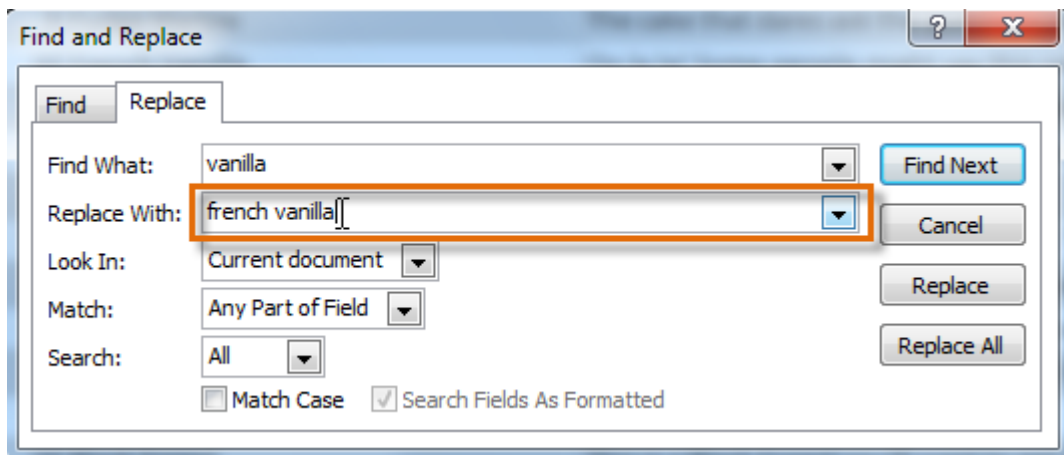 Find and Replace
Find Replace
Find What: vanilla Find Next
Replace With: french vanilla Cancel
Look In: Current document
Match: Any Part of Field Replace
Search: All Replace All
Match Case Search Fields As Formatted